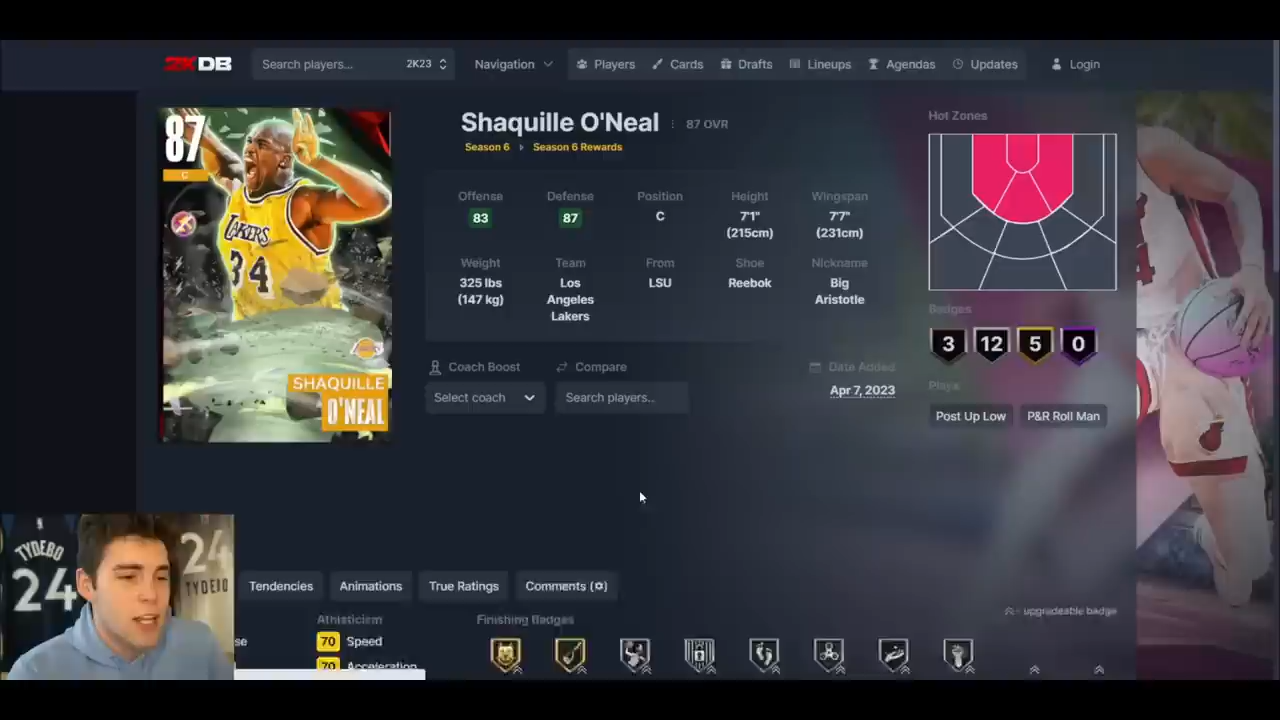 2KDB
Search players...
2K23
Navigation
Players
Cards
Drafts
Lineups
Agendas
Updates
Login
87
C
LAKERS
34
SHAQUILLE
O'NEAL
Shaquille O'Neal
87 OVR
Season 6
Season 6 Rewards
Offense
Defense
Position
Height
Wingspan
83
87
C
7'1"
(215cm)
7'7"
(231cm)
Weight
Team
From
Shoe
Nickname
325 lbs
(147 kg)
Los
Angeles
Lakers
LSU
Reebok
Big
Aristotle
Coach Boost
Compare
Date Added
Select coach
Search players..
Apr 7, 2023
Hot Zones
Badges
3
12
5
0
Plays
Post Up Low
P&R Roll Man
Tendencies
Animations
True Ratings
Comments
- upgradeable badge
Athleticism
Finishing Badges
70
Speed
70
Acceleration
TYDEBO
24
24
TYDEBO